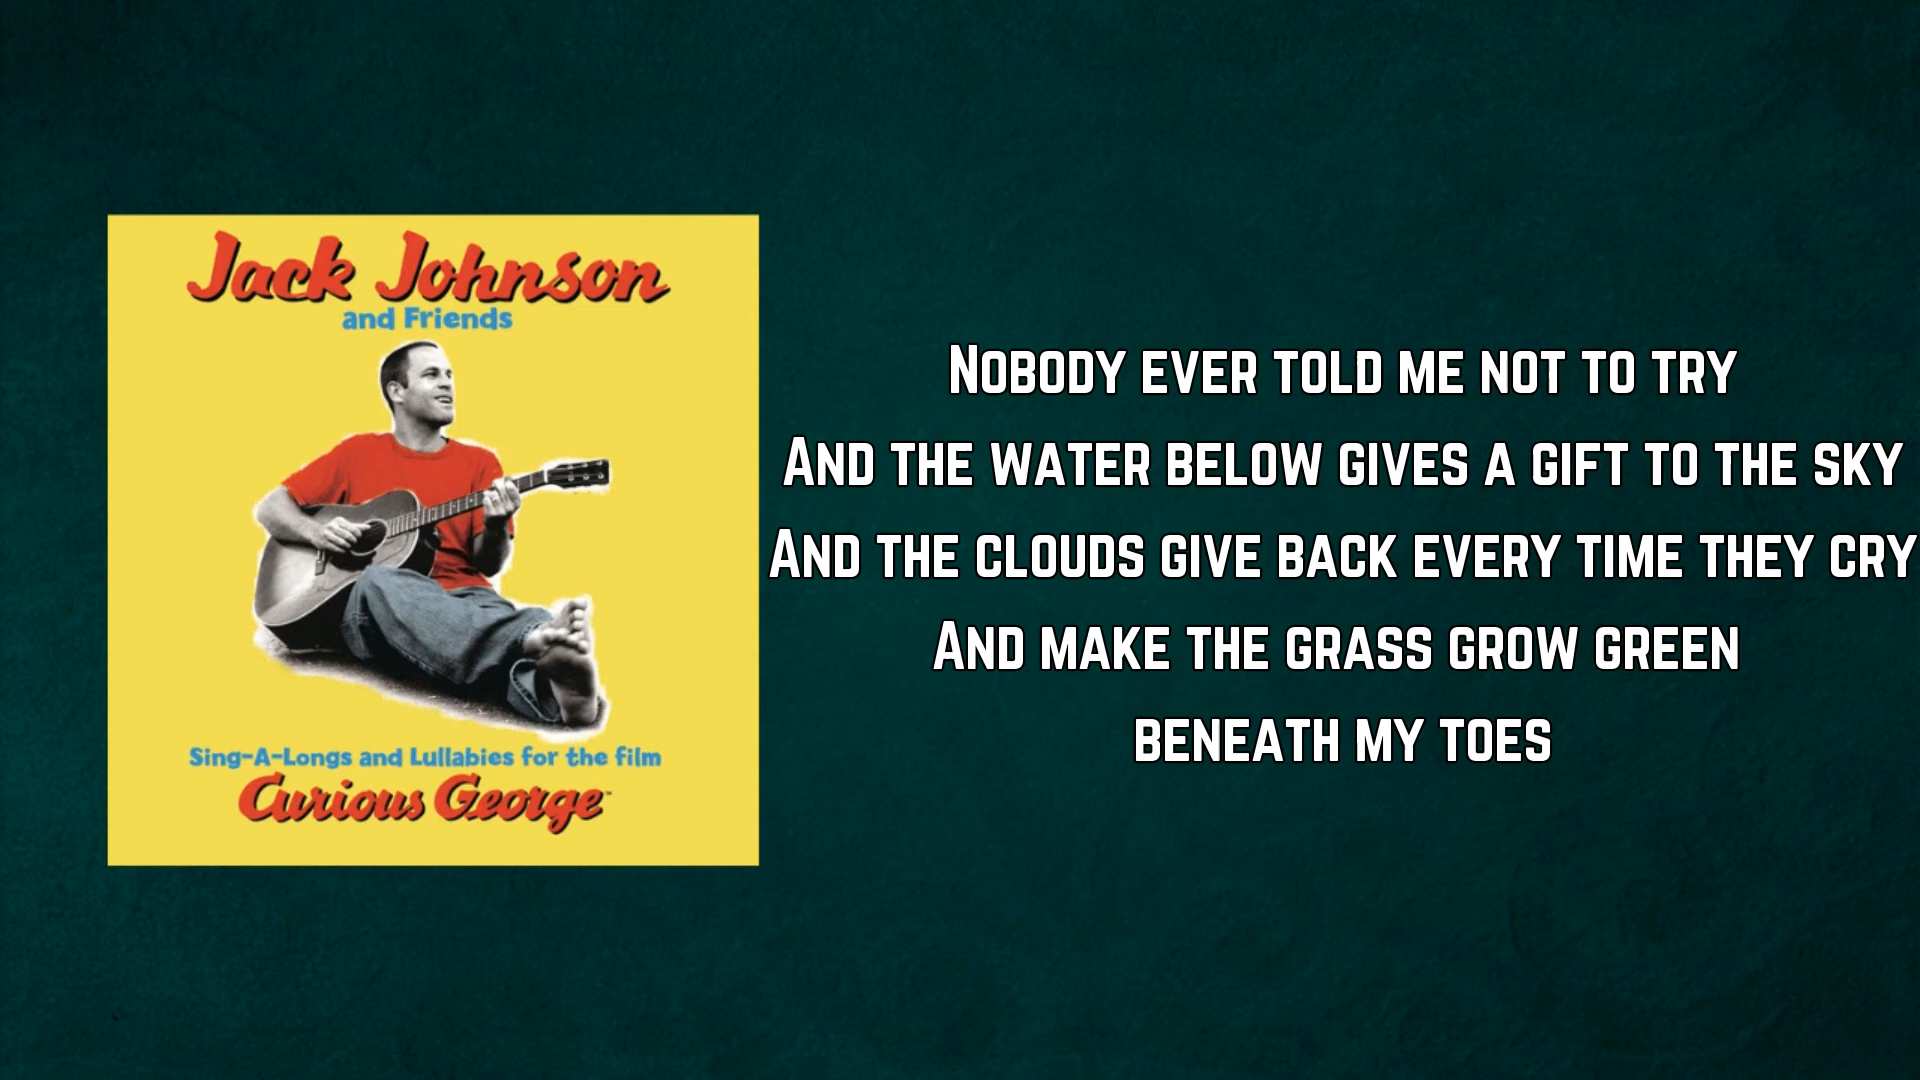 Jack Johnson
and Friends
Sing-A-Longs and Lullabies for the film
Curious George™
Nobody ever told me not to try
And the water below gives a gift to the sky
And the clouds give back every time they cry
And make the grass grow green
beneath my toes